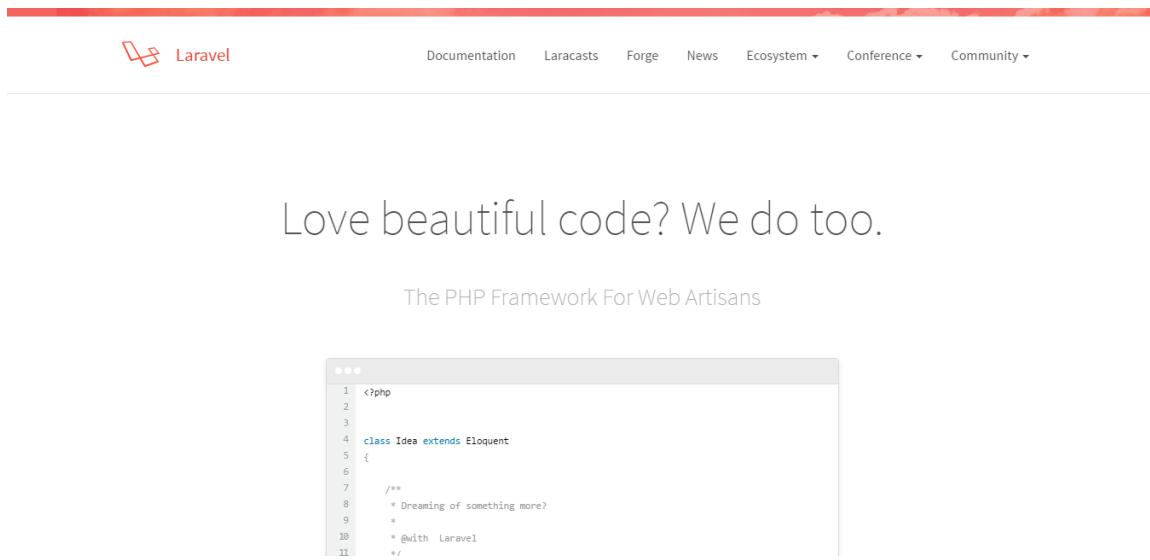 Laravel
Documentation Laracasts Forge News Ecosystem Conference Community
Love beautiful code? We do too.
The PHP Framework For Web Artisans
1 <?php
2
3
4 class Idea extends Eloquent
5 {
6
7 /**
8 * Dreaming of something more?
9 *
10 * @with Laravel
11 */